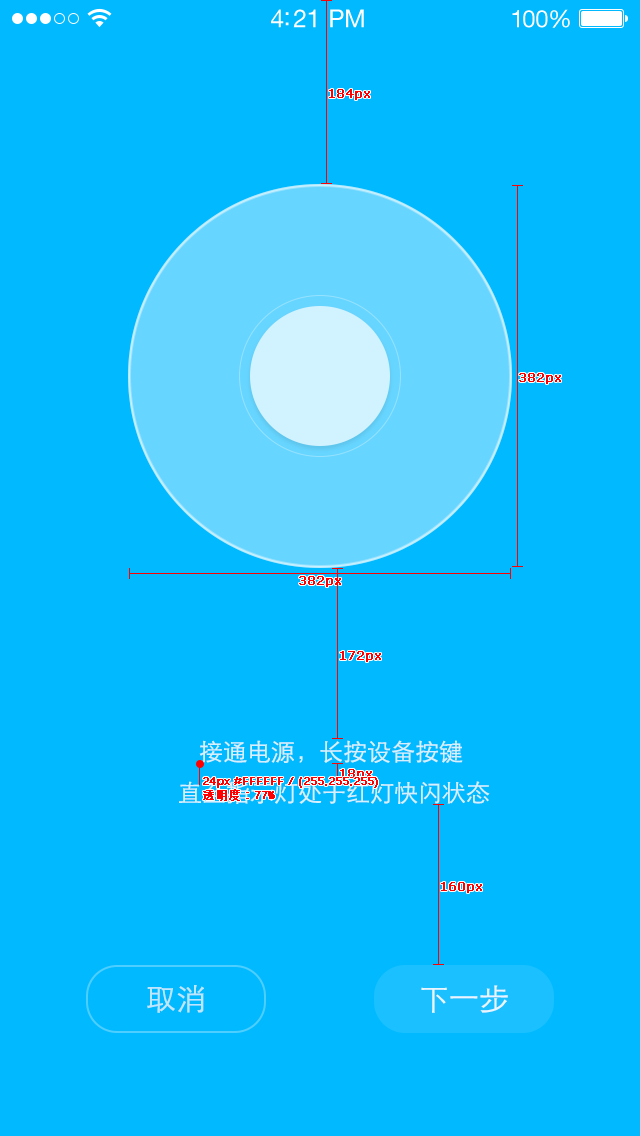 4:21 PM
100%
184px
382px
382px
172px
接通电源，长按设备按键
18px
24px #FFFFFF / (255,255,255)
透明度：77%
灯处于红灯快闪状态
160px
取消
下一步